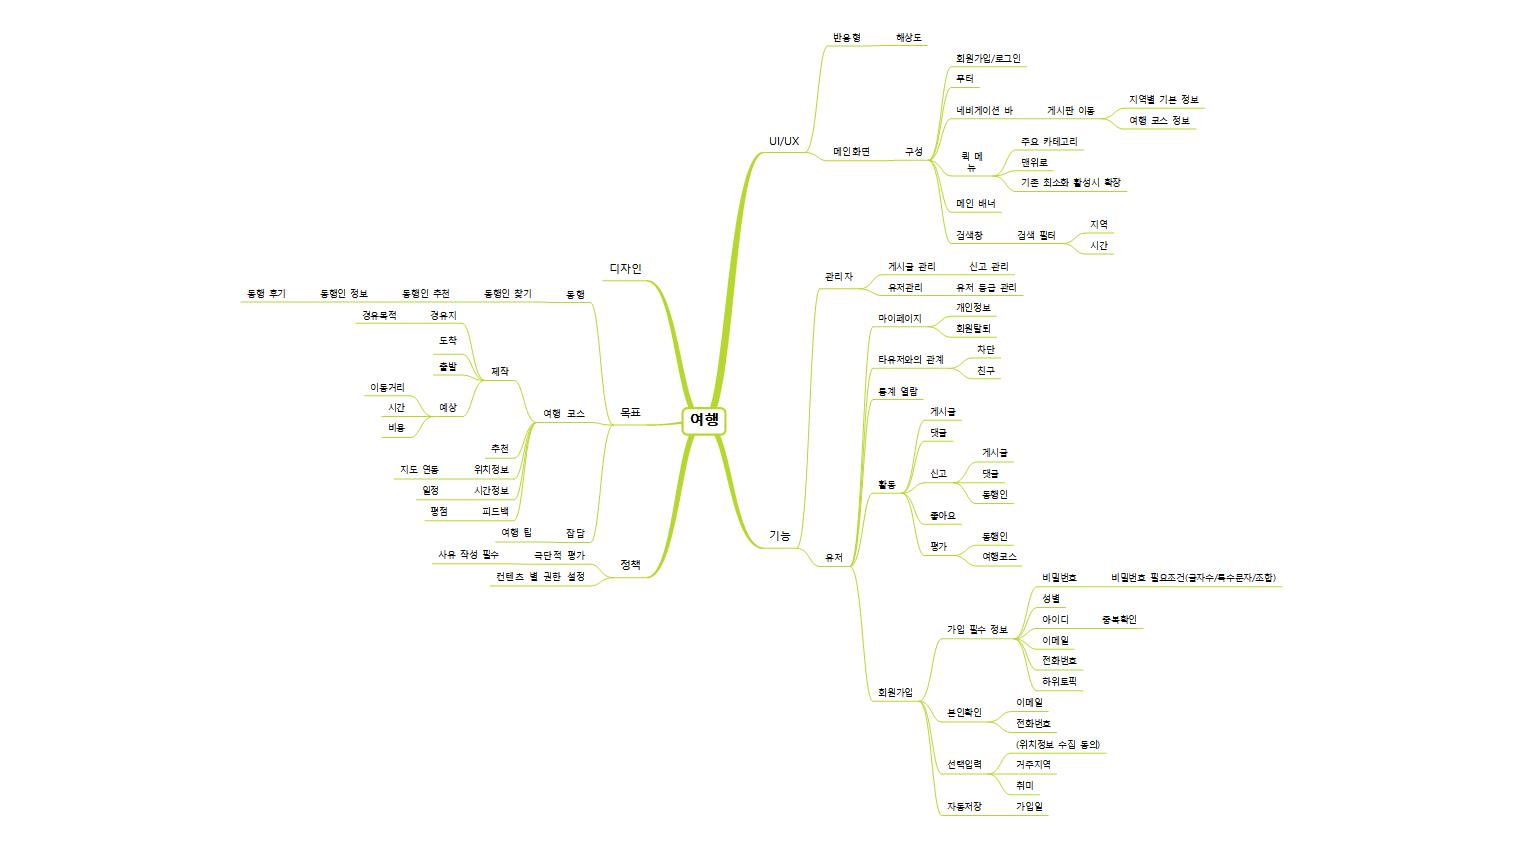 여행
UI/UX
반응형
해상도
메인화면
구성
회원가입/로그인
푸터
네비게이션 바
게시판 이동
지역별 기본 정보
여행 코스 정보
퀵 메
뉴
주요 카테고리
맨위로
기존 최소화 활성시 확장
메인 배너
검색창
검색 필터
지역
시간
기능
관리자
게시글 관리
신고 관리
유저관리
유저 등급 관리
유저
마이페이지
개인정보
회원탈퇴
타유저와의 관계
차단
친구
통계 열람
활동
게시글
댓글
신고
게시글
댓글
동행인
좋아요
평가
동행인
여행코스
회원가입
가입 필수 정보
비밀번호
비밀번호 필요조건(글자수/특수문자/조합)
성별
아이디
중복확인
이메일
전화번호
하위토픽
본인확인
이메일
전화번호
선택입력
(위치정보 수집 동의)
거주지역
취미
자동저장
가입일
디자인
목표
동행
동행인 찾기
동행인 추천
동행인 정보
동행 후기
여행 코스
제작
경유지
경유목적
도착
출발
예상
이동거리
시간
비용
추천
위치정보
지도 연동
시간정보
일정
피드백
평점
잡담
여행 팁
정책
극단적 평가
사유 작성 필수
컨텐츠 별 권한 설정